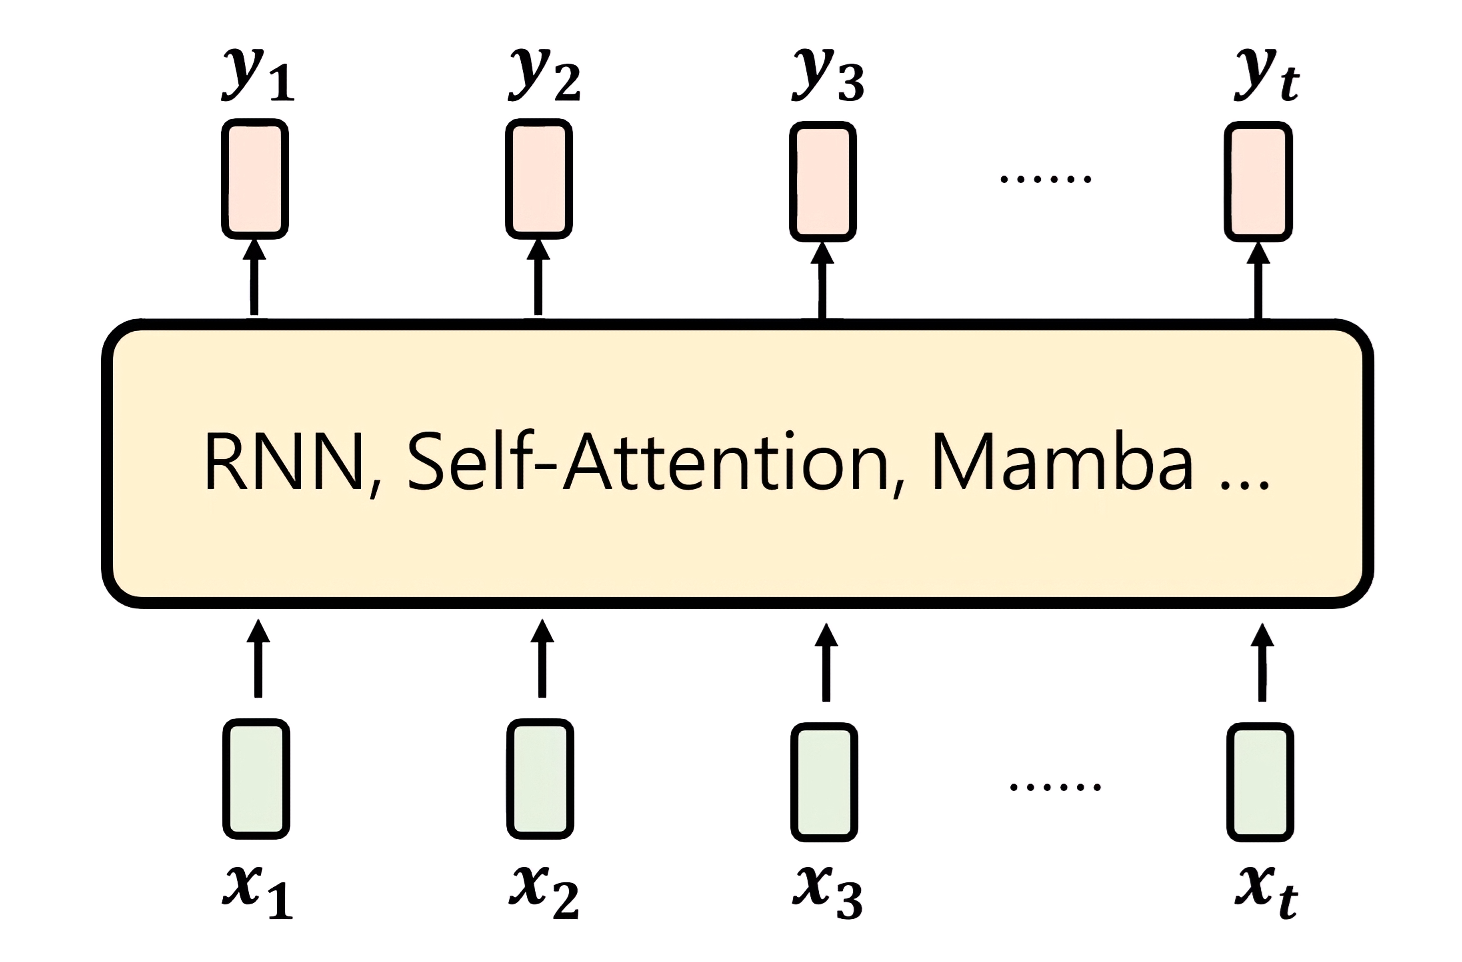 y1 y2 y3 yt
......
RNN, Self-Attention, Mamba ...
......
x1 x2 x3 xt